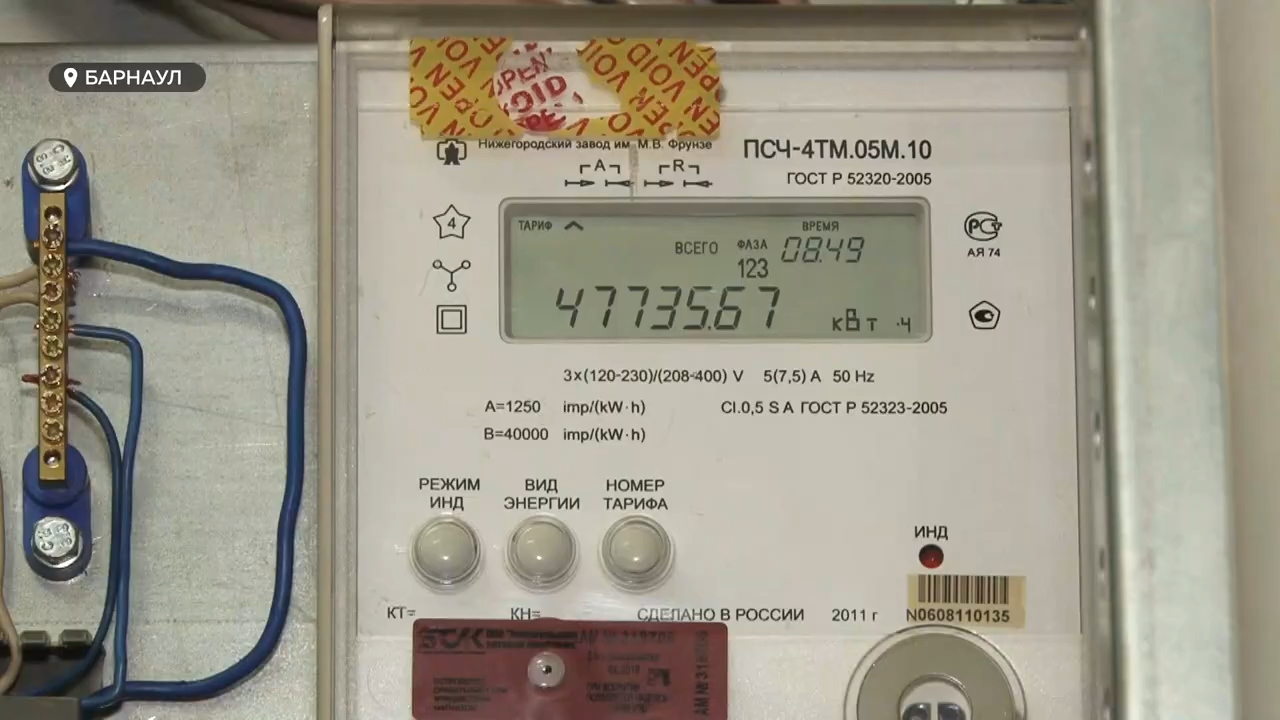 БАРНАУЛ
OPEN VOID
Нижегородский завод им. М.В. Фрунзе
ПСЧ-4ТМ.05М.10
A R
ГОСТ Р 52320-2005
4
ТАРИФ
ВРЕМЯ
ВСЕГО ФАЗА 08.49
123
47735.67 кВт·ч
РСТ
АЯ 74
3x(120-230)/(208-400) V 5(7,5) A 50 Hz
A=1250 imp/(kW·h) Cl.0,5 S A ГОСТ Р 52323-2005
B=40000 imp/(kW·h)
РЕЖИМ ИНД
ВИД ЭНЕРГИИ
НОМЕР ТАРИФА
ИНД
КТ= КН= СДЕЛАНО В РОССИИ 2011 г N0608110135